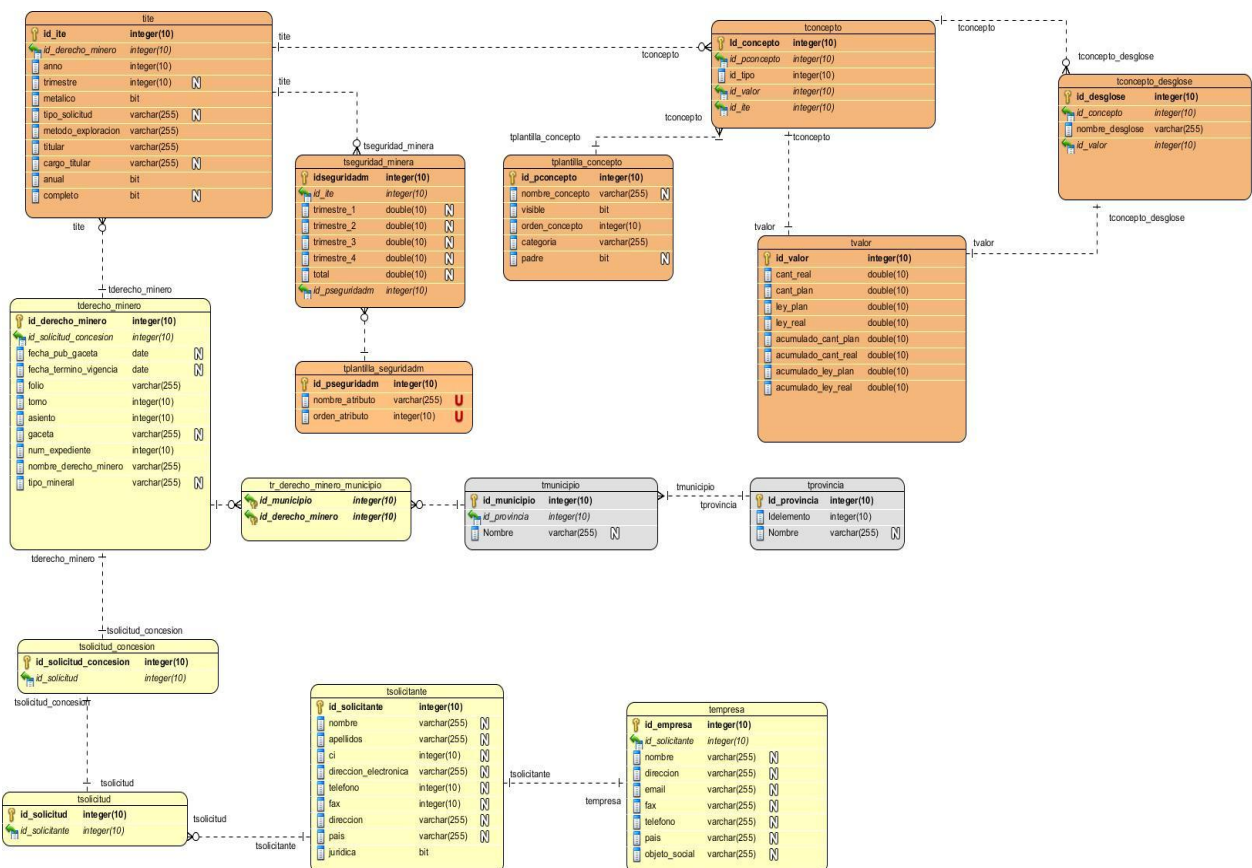 tite
id_ite integer(10)
id_derecho_minero integer(10)
anno integer(10)
trimestre integer(10) N
metalico bit
tipo_solicitud varchar(255) N
metodo_exploracion varchar(255)
titular varchar(255)
cargo_titular varchar(255) N
anual bit
completo bit N
tite
tconcepto
tite
tseguridad_minera
tconcepto
Id_concepto integer(10)
id_pconcepto integer(10)
id_tipo integer(10)
id_valor integer(10)
id_ite integer(10)
tconcepto
tconcepto_desglose
tconcepto_desglose
id_desglose integer(10)
id_concepto integer(10)
nombre_desglose varchar(255)
id_valor integer(10)
tconcepto_desglose
tconcepto
tplantilla_concepto
tconcepto
tseguridad_minera
idseguridadm integer(10)
id_ite integer(10)
trimestre_1 double(10) N
trimestre_2 double(10) N
trimestre_3 double(10) N
trimestre_4 double(10) N
total double(10) N
id_pseguridadm integer(10)
tplantilla_concepto
id_pconcepto integer(10)
nombre_concepto varchar(255) N
visible bit
orden_concepto integer(10)
categoria varchar(255)
padre bit N
tvalor
tvalor
tvalor
id_valor integer(10)
cant_real double(10)
cant_plan double(10)
ley_plan double(10)
ley_real double(10)
acumulado_cant_plan double(10)
acumulado_cant_real double(10)
acumulado_ley_plan double(10)
acumulado_ley_real double(10)
tite
tderecho_minero
tderecho_minero
id_derecho_minero integer(10)
id_solicitud_concesion integer(10)
fecha_pub_gaceta date N
fecha_termino_vigencia date N
folio varchar(255)
tomo integer(10)
asiento integer(10)
gaceta varchar(255) N
num_expediente integer(10)
nombre_derecho_minero varchar(255)
tipo_mineral varchar(255) N
tplantilla_seguridadm
id_pseguridadm integer(10)
nombre_atributo varchar(255) U
orden_atributo integer(10) U
tr_derecho_minero_municipio
id_municipio integer(10)
id_derecho_minero integer(10)
tmunicipio
id_municipio integer(10)
id_provincia integer(10)
Nombre varchar(255) N
tmunicipio
tprovincia
tprovincia
Id_provincia integer(10)
Idelemento integer(10)
Nombre varchar(255) N
tderecho_minero
tsolicitud_concesion
tsolicitud_concesion
id_solicitud_concesion integer(10)
id_solicitud integer(10)
tsolicitud_concesion
tsolicitud
tsolicitud
id_solicitud integer(10)
id_solicitante integer(10)
tsolicitud
tsolicitante
tsolicitante
id_solicitante integer(10)
nombre varchar(255) N
apellidos varchar(255) N
ci integer(10) N
direccion_electronica varchar(255) N
telefono integer(10) N
fax integer(10) N
direccion varchar(255) N
pais varchar(255) N
juridica bit
tsolicitante
tempresa
tempresa
id_empresa integer(10)
id_solicitante integer(10)
nombre varchar(255) N
direccion varchar(255) N
email varchar(255) N
fax varchar(255) N
telefono varchar(255) N
pais varchar(255) N
objeto_social varchar(255) N